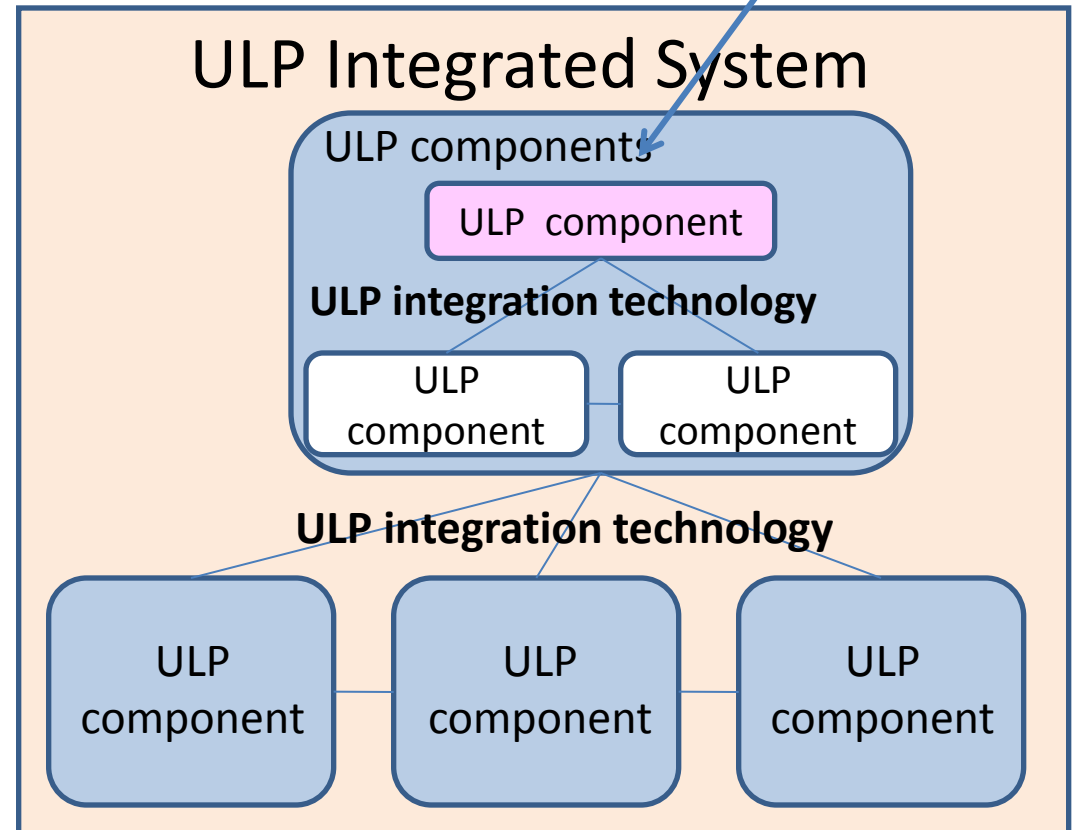 ULP Integrated System
ULP components
ULP component
ULP integration technology
ULP
component
ULP
component
ULP integration technology
ULP
component
ULP
component
ULP
component